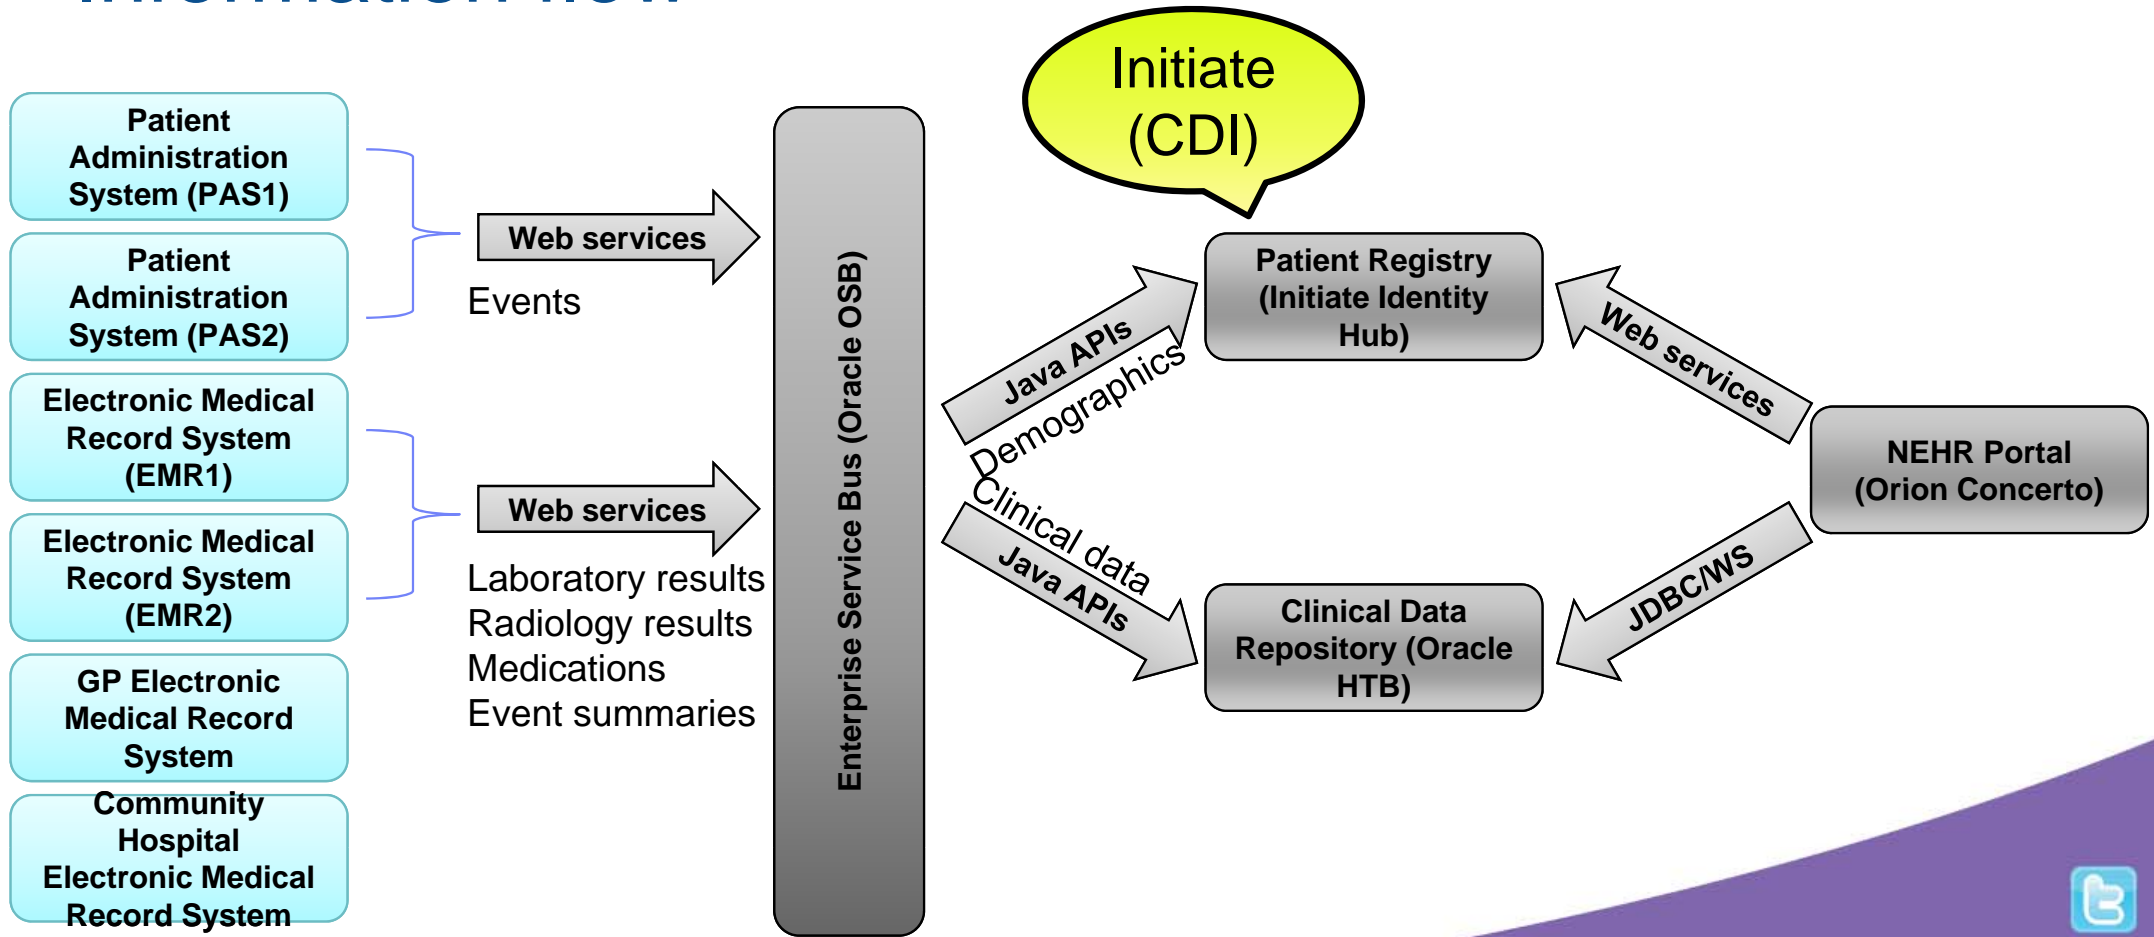 Information flow
Patient
Administration
System (PAS1)
Patient
Administration
System (PAS2)
Electronic Medical
Record System
(EMR1)
Electronic Medical
Record System
(EMR2)
GP Electronic
Medical Record
System
Community
Hospital
Electronic Medical
Record System
Web services
Events
Web services
Laboratory results
Radiology results
Medications
Event summaries
Enterprise Service Bus (Oracle OSB)
Initiate
(CDI)
Java APIs
Demographics
Clinical data
Java APIs
Patient Registry
(Initiate Identity
Hub)
Clinical Data
Repository (Oracle
HTB)
Web services
JDBC/WS
NEHR Portal
(Orion Concerto)